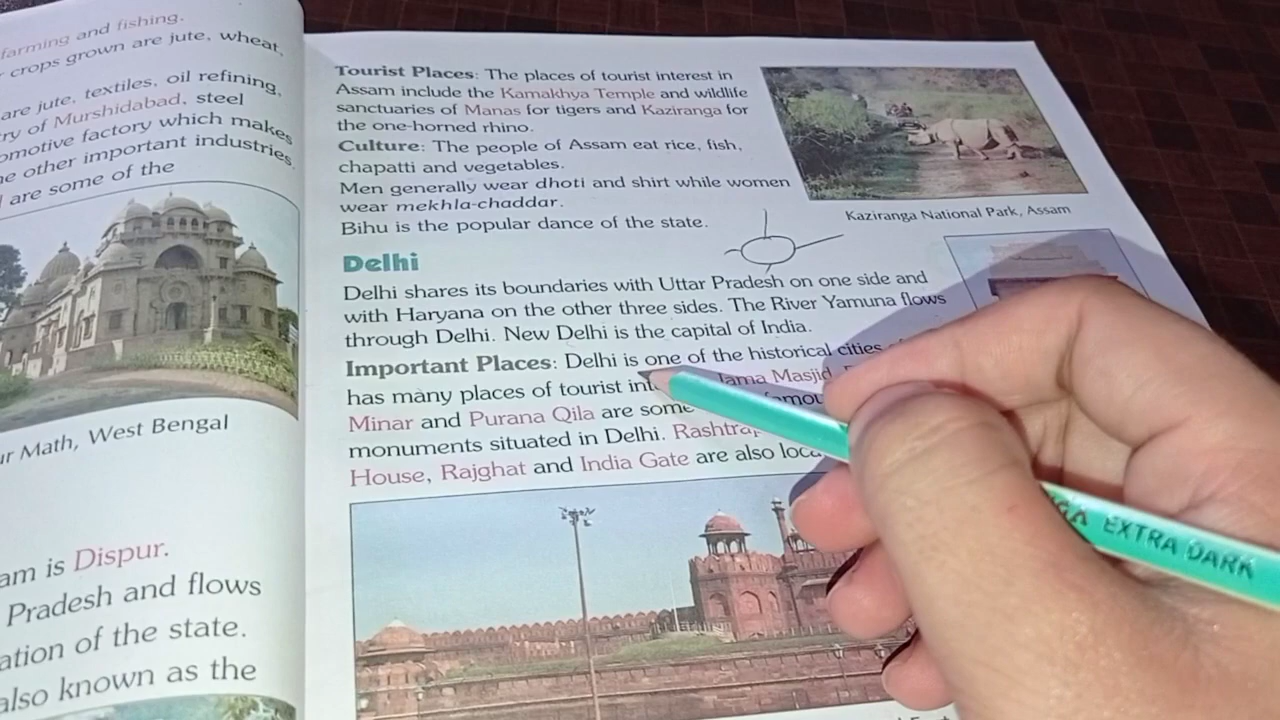 farming and fishing.
crops grown are jute, wheat,
are jute, textiles, oil refining,
ry of Murshidabad, steel
omotive factory which makes
e other important industries
are some of the
ur Math, West Bengal
am is Dispur.
Pradesh and flows
ation of the state.
also known as the
Tourist Places: The places of tourist interest in
Assam include the Kamakhya Temple and wildlife
sanctuaries of Manas for tigers and Kaziranga for
the one-horned rhino.
Culture: The people of Assam eat rice, fish,
chapatti and vegetables.
Men generally wear dhoti and shirt while women
wear mekhla-chaddar.
Bihu is the popular dance of the state.
Kaziranga National Park, Assam
Delhi
Delhi shares its boundaries with Uttar Pradesh on one side and
with Haryana on the other three sides. The River Yamuna flows
through Delhi. New Delhi is the capital of India.
Important Places: Delhi is one of the historical cities
has many places of tourist int Jama Masjid,
Minar and Purana Qila are some famou
monuments situated in Delhi. Rashtrap
House, Rajghat and India Gate are also loca
EXTRA DARK